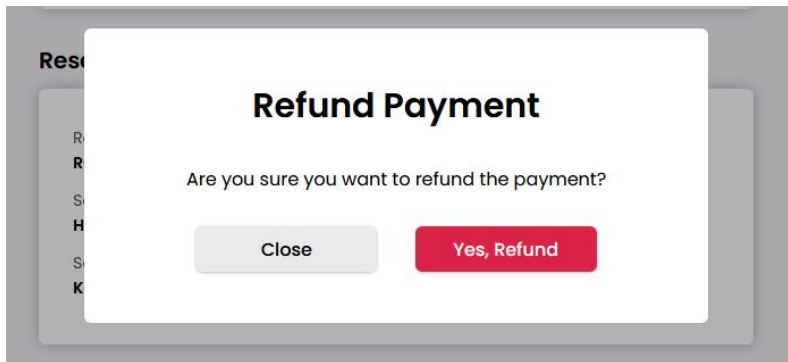 Refund Payment
Are you sure you want to refund the payment?
Close
Yes, Refund